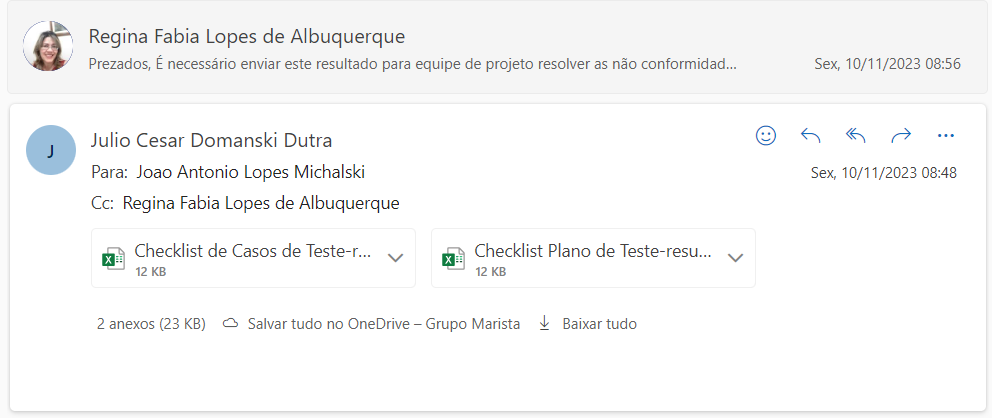 Regina Fabia Lopes de Albuquerque
Prezados, É necessário enviar este resultado para equipe de projeto resolver as não conformidad...
Sex, 10/11/2023 08:56
J
Julio Cesar Domanski Dutra
Para: Joao Antonio Lopes Michalski
Sex, 10/11/2023 08:48
Cc: Regina Fabia Lopes de Albuquerque
Checklist de Casos de Teste-r...
12 KB
Checklist Plano de Teste-resu...
12 KB
2 anexos (23 KB) Salvar tudo no OneDrive – Grupo Marista Baixar tudo